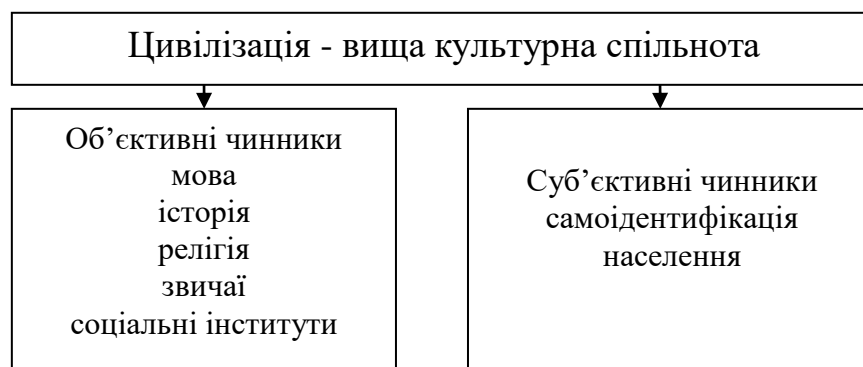 Цивілізація - вища культурна спільнота
Об’єктивні чинники
мова
історія
релігія
звичаї
соціальні інститути
Суб’єктивні чинники
самоідентифікація
населення